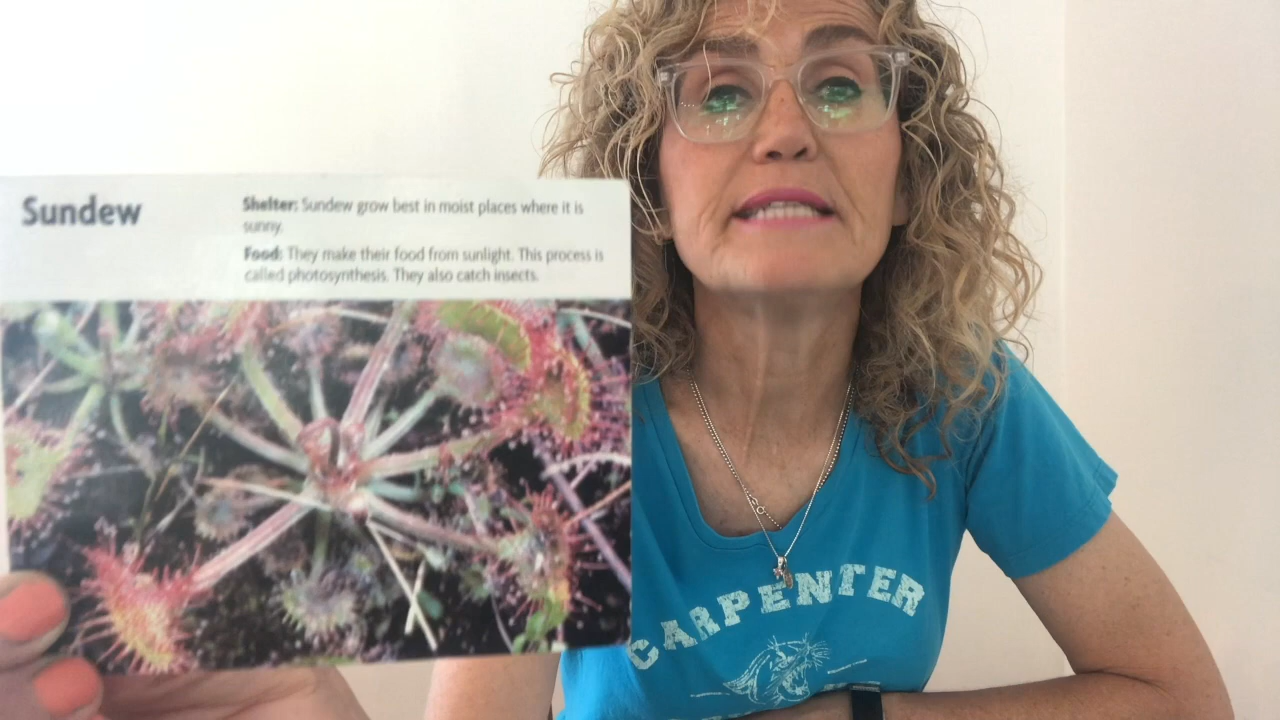 Sundew
Shelter: Sundew grow best in moist places where it is
sunny.
Food: They make their food from sunlight. This process is
called photosynthesis. They also catch insects.
CARPENTER